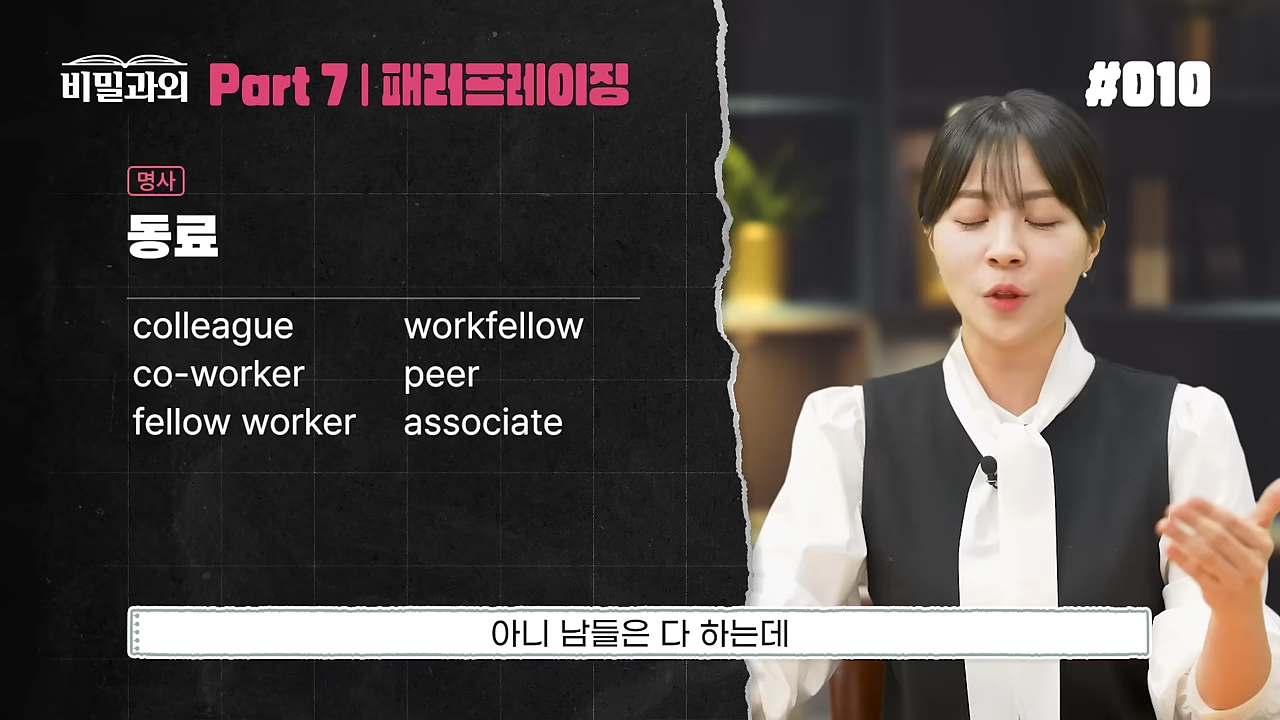 비밀과외 Part 7 | 패러프레이징
#010
명사
동료
colleague
co-worker
fellow worker
workfellow
peer
associate
아니 남들은 다 하는데